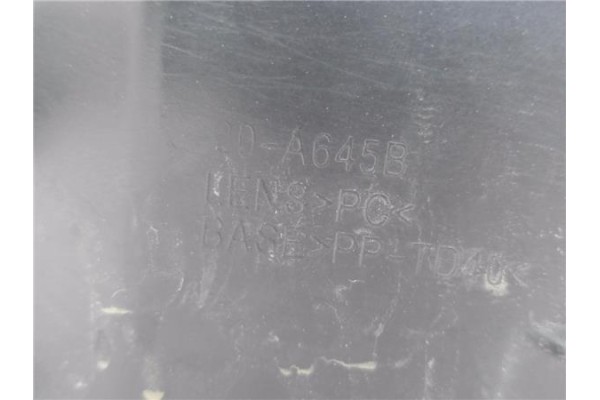 -A645B
LENS>PC<
BASE>PP-TD40<